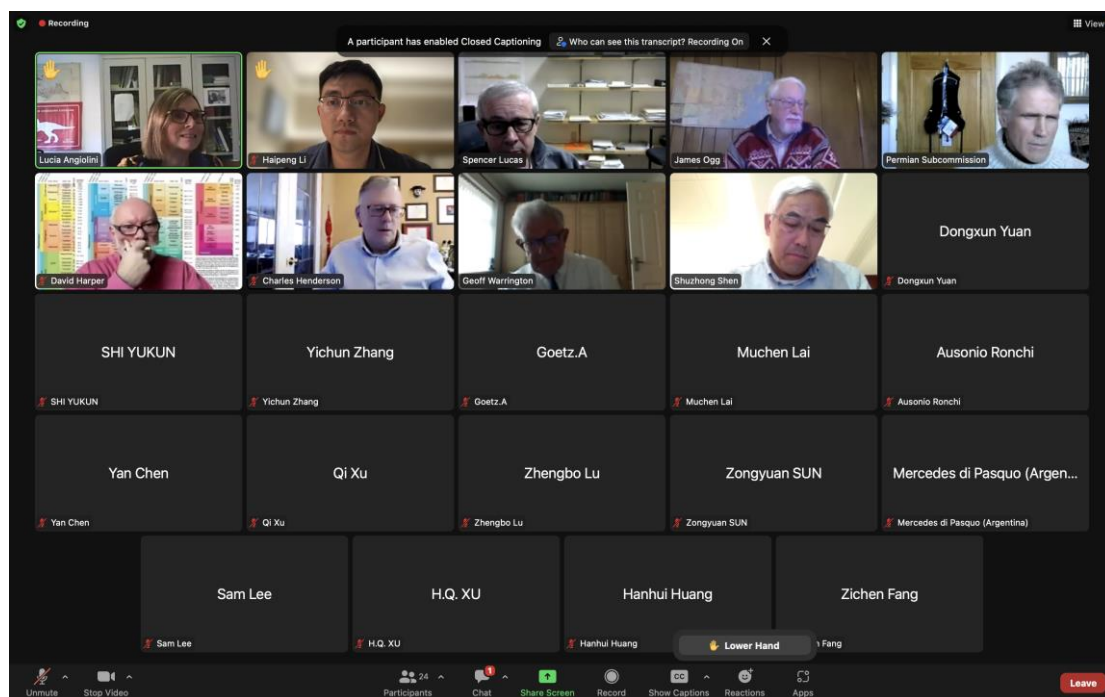 Recording
View
A participant has enabled Closed Captioning
Who can see this transcript? Recording On
Lucia Angiolini
Haipeng Li
Spencer Lucas
James Ogg
Permian Subcommission
David Harper
Charles Henderson
Geoff Warrington
Shuzhong Shen
Dongxun Yuan
Dongxun Yuan
SHI YUKUN
Yichun Zhang
Goetz.A
Muchen Lai
Ausonio Ronchi
SHI YUKUN
Yichun Zhang
Goetz.A
Muchen Lai
Ausonio Ronchi
Yan Chen
Qi Xu
Zhengbo Lu
Zongyuan SUN
Mercedes di Pasquo (Argen...
Yan Chen
Qi Xu
Zhengbo Lu
Zongyuan SUN
Mercedes di Pasquo (Argentina)
Sam Lee
H.Q. XU
Hanhui Huang
Zichen Fang
Sam Lee
H.Q. XU
Hanhui Huang
Lower Hand
n Fang
Unmute
Stop Video
24
Participants
1
Chat
Share Screen
Record
CC
Show Captions
Reactions
Apps
Leave